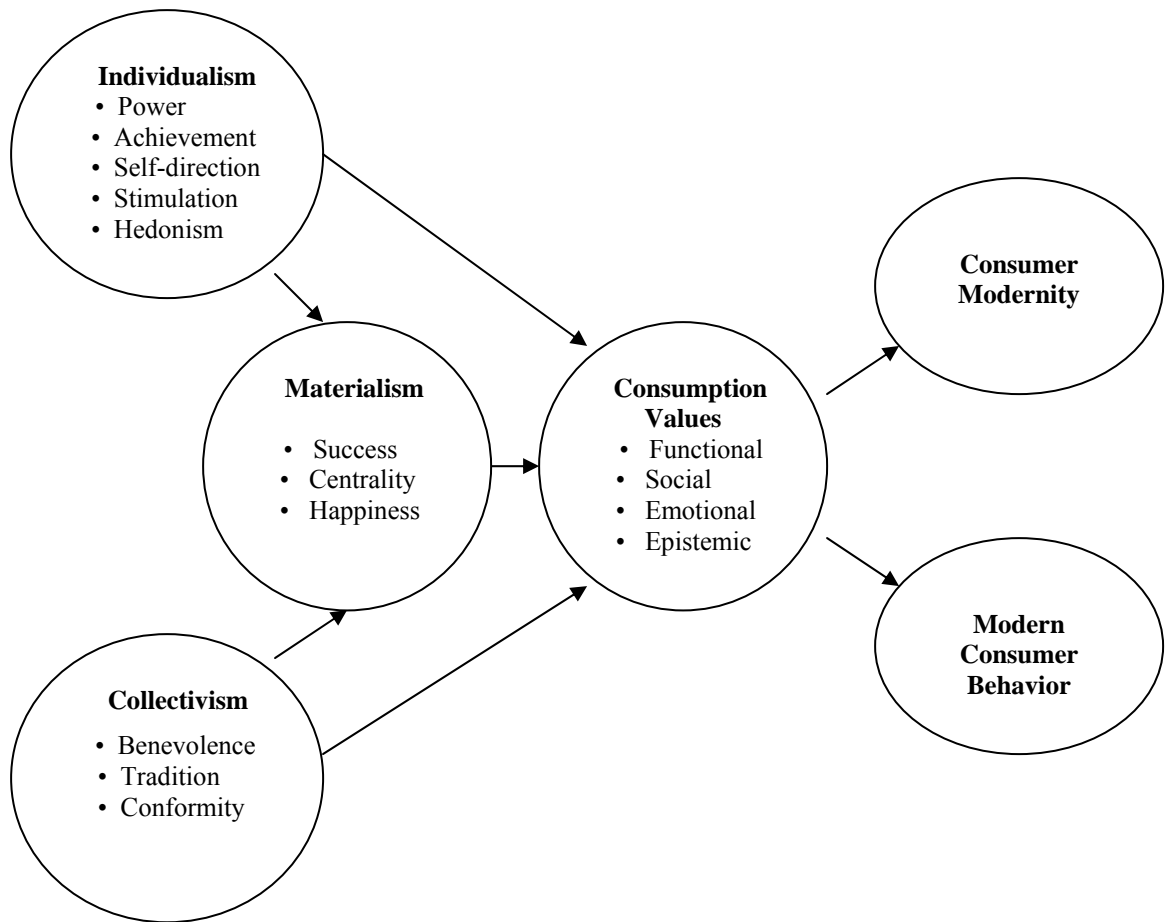 Individualism
• Power
• Achievement
• Self-direction
• Stimulation
• Hedonism
Materialism
• Success
• Centrality
• Happiness
Collectivism
• Benevolence
• Tradition
• Conformity
Consumption
Values
• Functional
• Social
• Emotional
• Epistemic
Consumer
Modernity
Modern
Consumer
Behavior